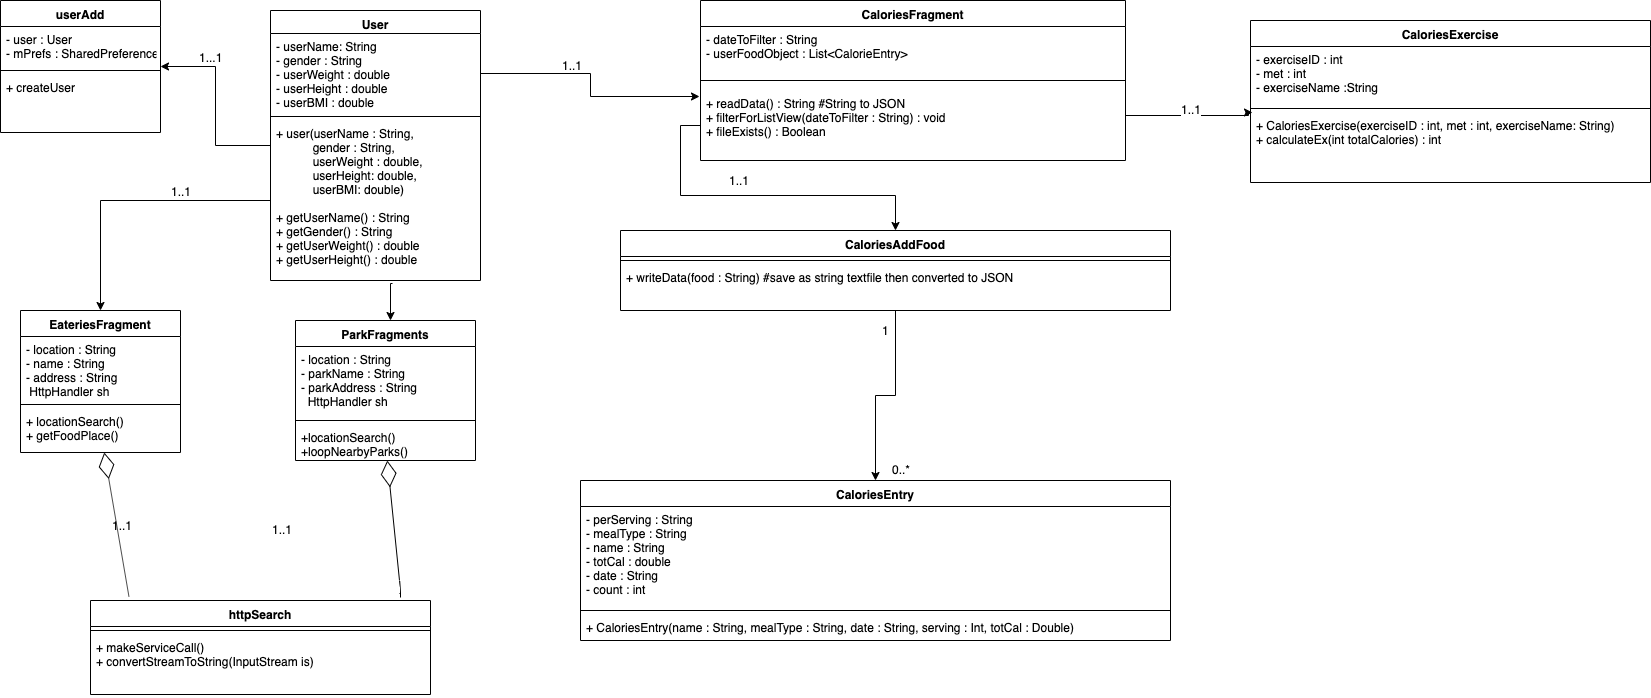 userAdd
- user : User
- mPrefs : SharedPreference
+ createUser
1...1
User
- userName: String
- gender : String
- userWeight : double
- userHeight : double
- userBMI : double
+ user(userName : String,
gender : String,
userWeight : double,
userHeight: double,
userBMI: double)
+ getUserName() : String
+ getGender() : String
+ getUserWeight() : double
+ getUserHeight() : double
1..1
CaloriesFragment
- dateToFilter : String
- userFoodObject : List<CalorieEntry>
+ readData() : String #String to JSON
+ filterForListView(dateToFilter : String) : void
+ fileExists() : Boolean
1..1
CaloriesExercise
- exerciseID : int
- met : int
- exerciseName :String
+ CaloriesExercise(exerciseID : int, met : int, exerciseName: String)
+ calculateEx(int totalCalories) : int
1..1
1..1
CaloriesAddFood
+ writeData(food : String) #save as string textfile then converted to JSON
EateriesFragment
- location : String
- name : String
- address : String
HttpHandler sh
+ locationSearch()
+ getFoodPlace()
ParkFragments
- location : String
- parkName : String
- parkAddress : String
HttpHandler sh
+locationSearch()
+loopNearbyParks()
1
0..*
CaloriesEntry
- perServing : String
- mealType : String
- name : String
- totCal : double
- date : String
- count : int
+ CaloriesEntry(name : String, mealType : String, date : String, serving : Int, totCal : Double)
1..1
1..1
httpSearch
+ makeServiceCall()
+ convertStreamToString(InputStream is)